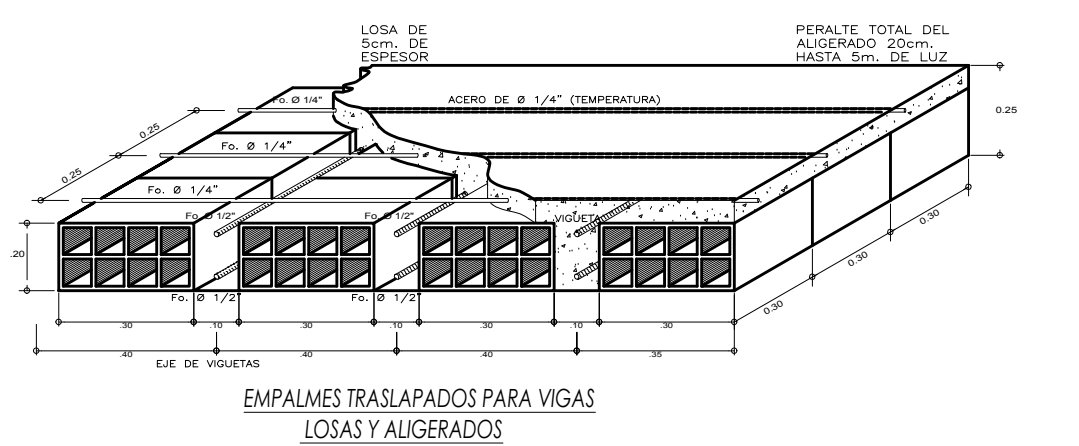 LOSA DE
5cm. DE
ESPESOR
PERALTE TOTAL DEL
ALIGERADO 20cm.
HASTA 5m. DE LUZ
Fo. Ø 1/4"
ACERO DE Ø 1/4" (TEMPERATURA)
0.25
0.25
Fo. Ø 1/4"
0.25
Fo. Ø 1/4"
Fo. Ø 1/2"
Fo. Ø 1/2"
VIGUETA
0.30
.20
0.30
Fo. Ø 1/2"
Fo. Ø 1/2"
0.30
.30
.10
.30
.10
.30
.10
.30
.40
.40
.40
.35
EJE DE VIGUETAS
EMPALMES TRASLAPADOS PARA VIGAS
LOSAS Y ALIGERADOS